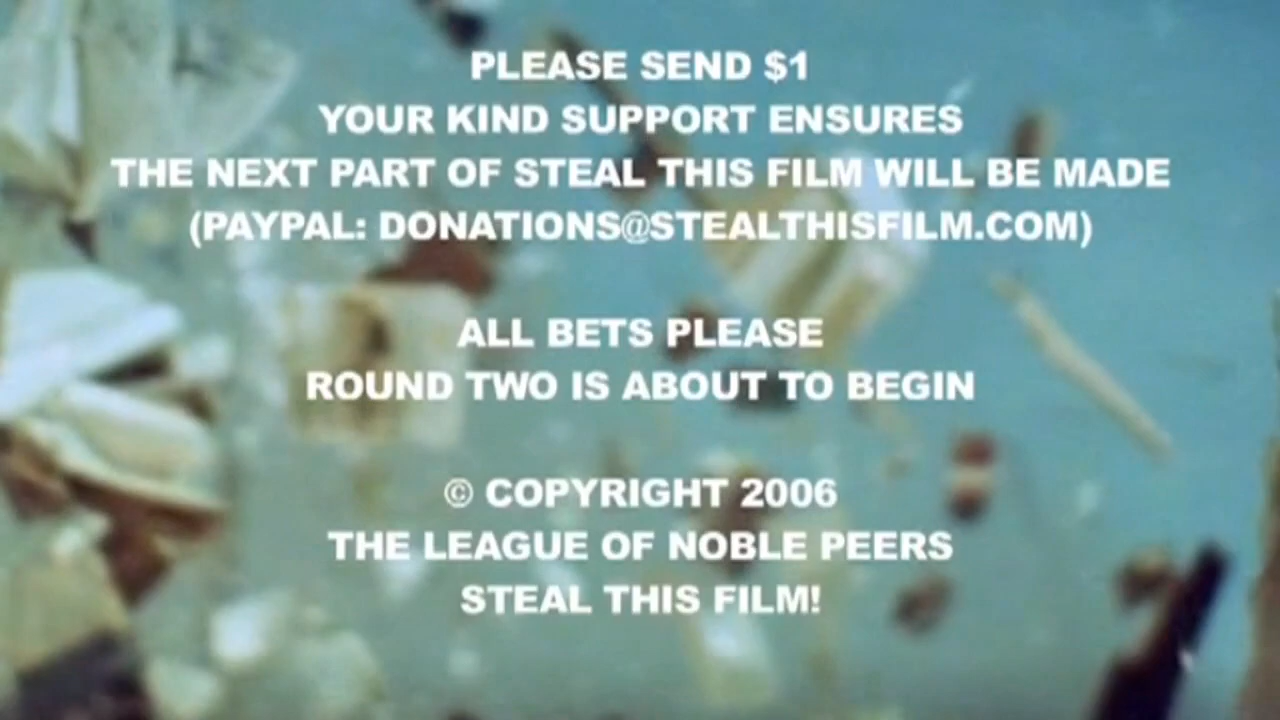 PLEASE SEND $1
YOUR KIND SUPPORT ENSURES
THE NEXT PART OF STEAL THIS FILM WILL BE MADE
(PAYPAL: DONATIONS@STEALTHISFILM.COM)
ALL BETS PLEASE
ROUND TWO IS ABOUT TO BEGIN
© COPYRIGHT 2006
THE LEAGUE OF NOBLE PEERS
STEAL THIS FILM!